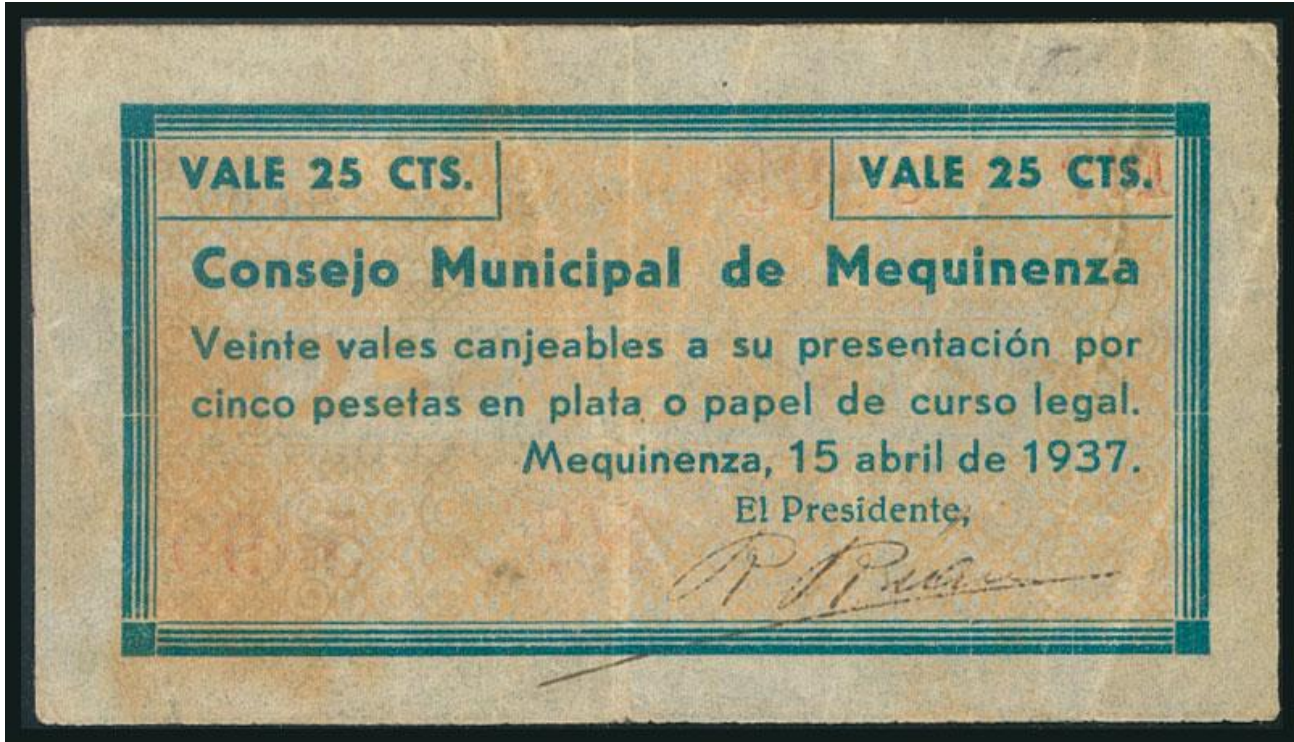 VALE 25 CTS.
VALE 25 CTS.
Consejo Municipal de Mequinenza
Veinte vales canjeables a su presentación por
cinco pesetas en plata o papel de curso legal.
Mequinenza, 15 abril de 1937.
El Presidente,